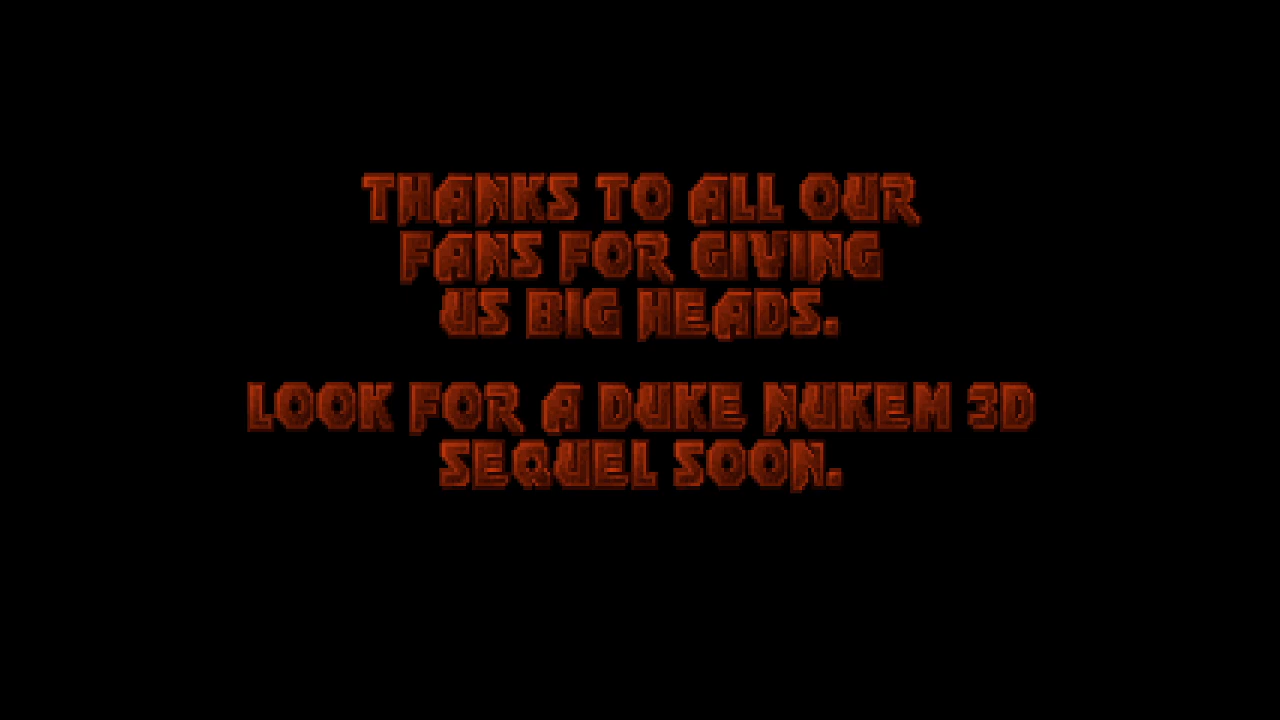 THANKS TO ALL OUR
FANS FOR GIVING
US BIG HEADS.
LOOK FOR A DUKE NUKEM 3D
SEQUEL SOON.